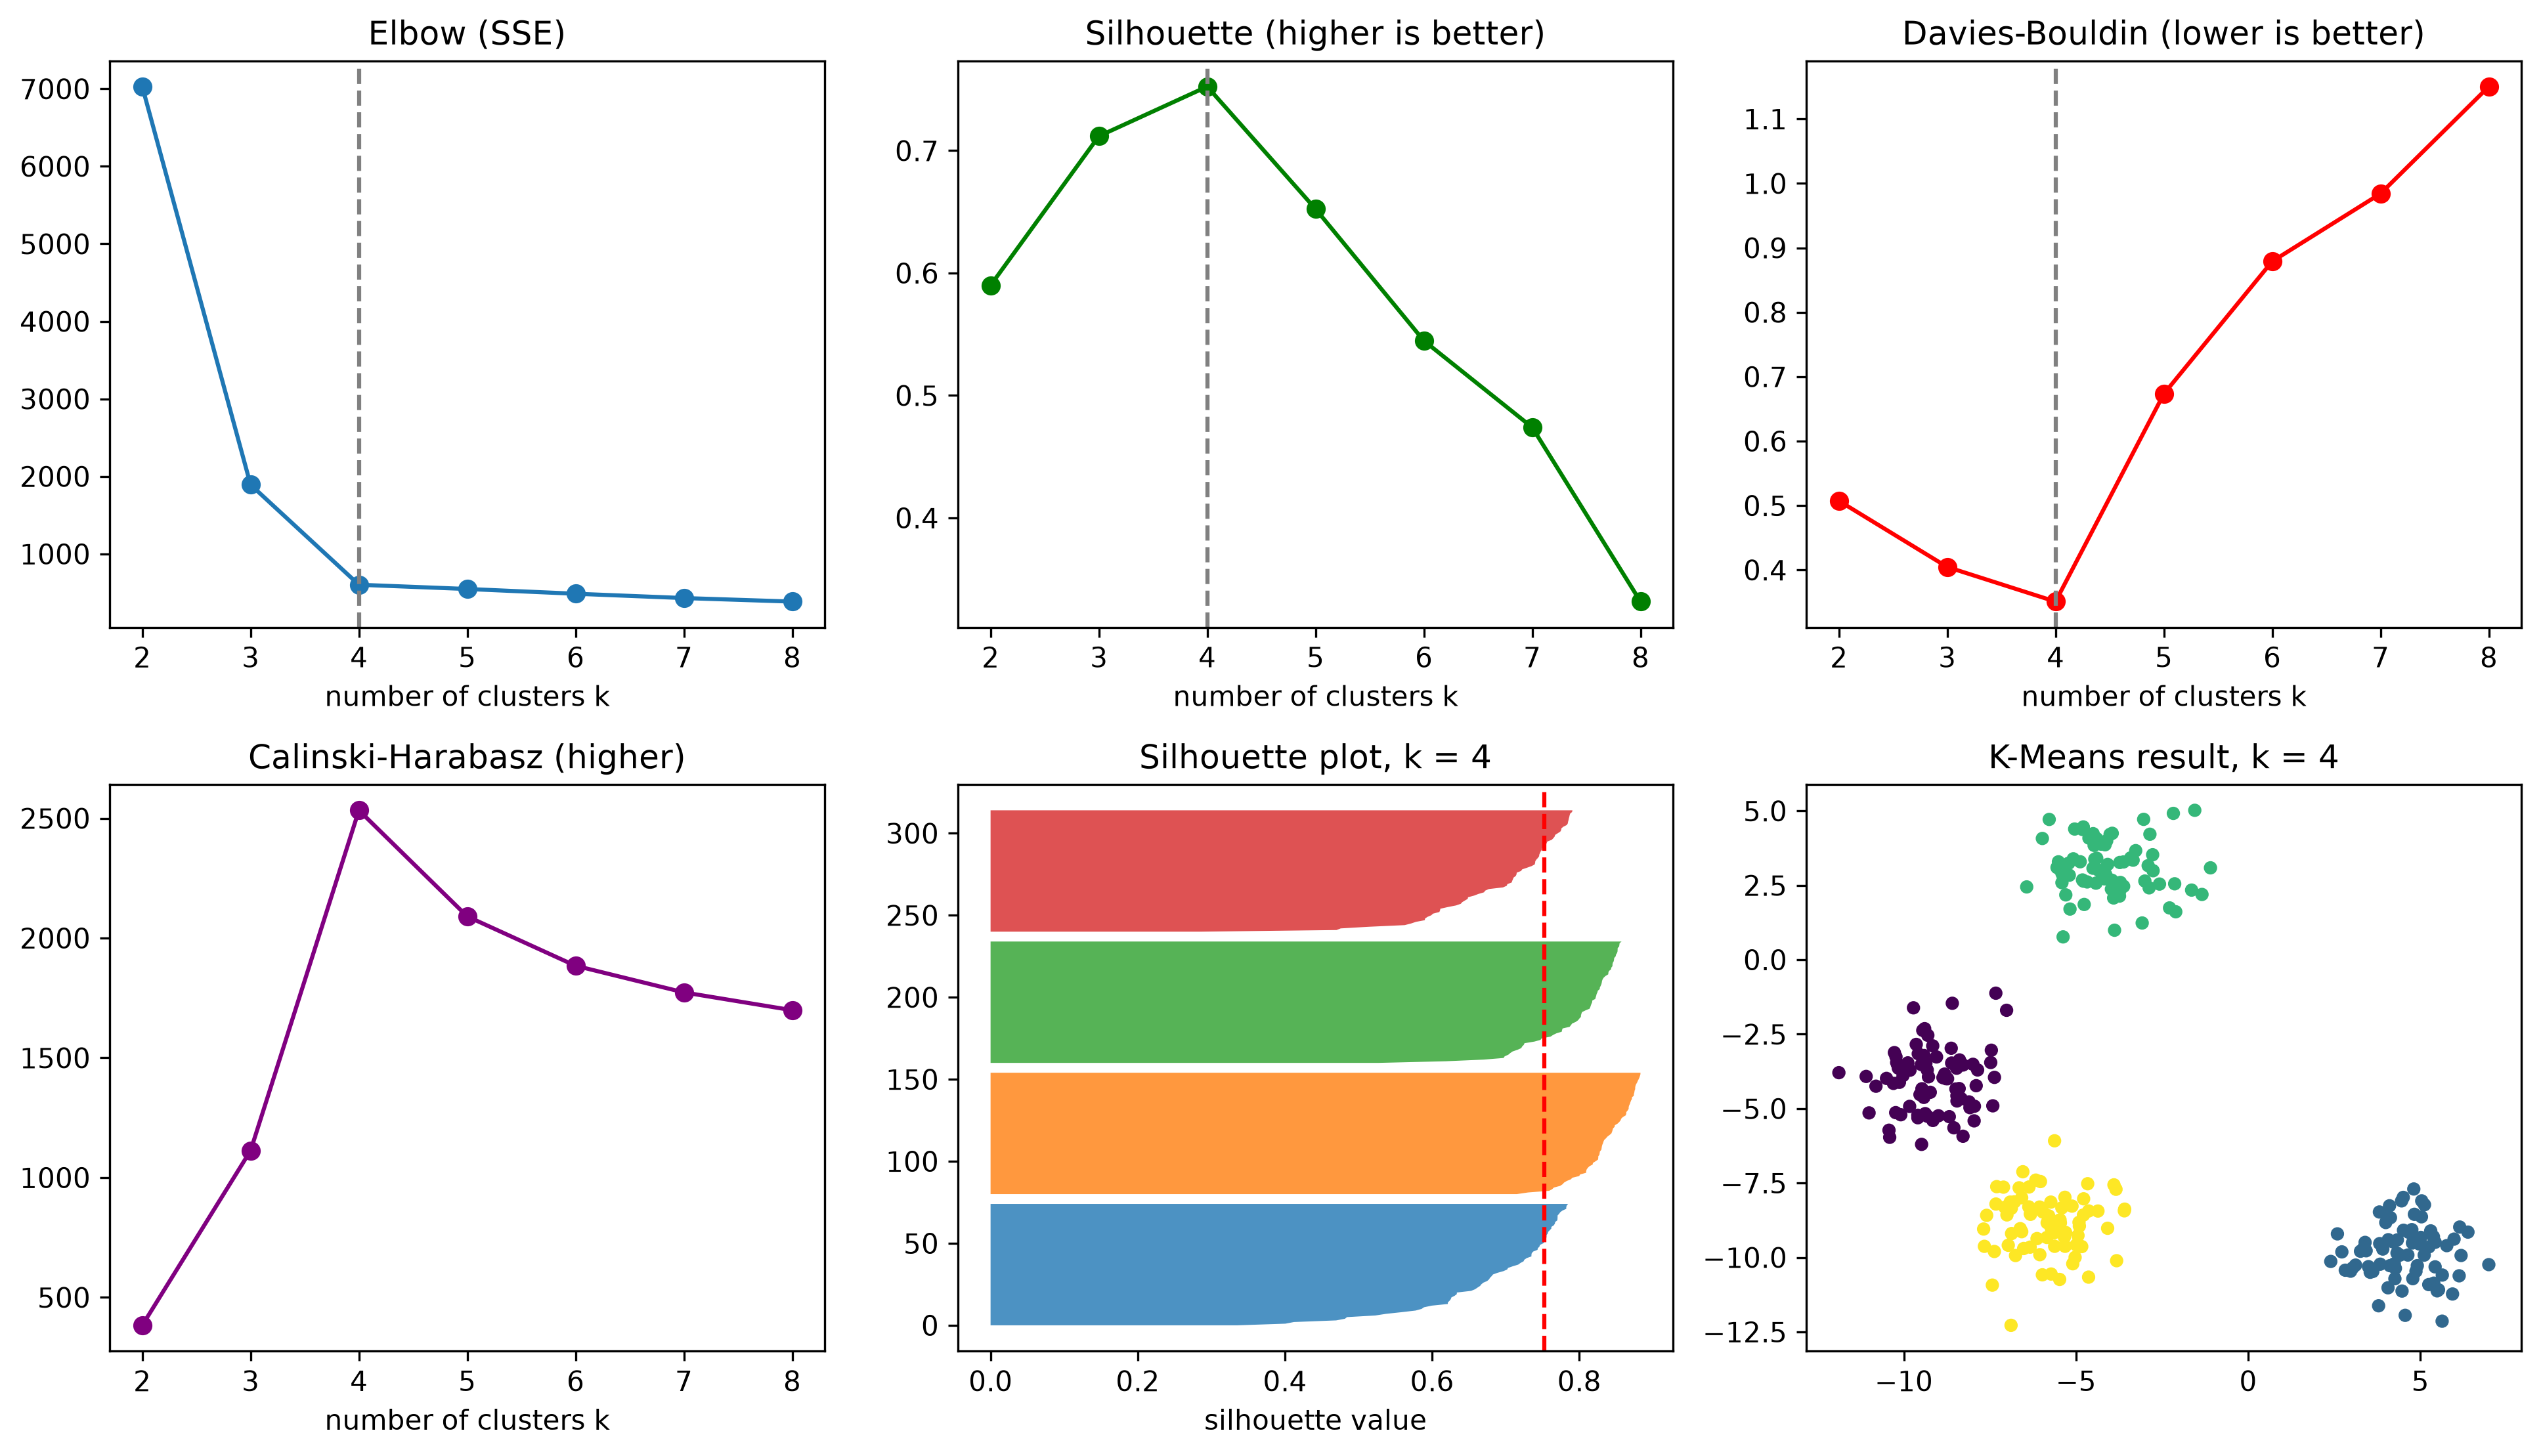 Elbow (SSE)
7000
6000
5000
4000
3000
2000
1000
2 3 4 5 6 7 8
number of clusters k
Silhouette (higher is better)
0.7
0.6
0.5
0.4
2 3 4 5 6 7 8
number of clusters k
Davies-Bouldin (lower is better)
1.1
1.0
0.9
0.8
0.7
0.6
0.5
0.4
2 3 4 5 6 7 8
number of clusters k
Calinski-Harabasz (higher)
2500
2000
1500
1000
500
2 3 4 5 6 7 8
number of clusters k
Silhouette plot, k = 4
300
250
200
150
100
50
0
0.0 0.2 0.4 0.6 0.8
silhouette value
K-Means result, k = 4
5.0
2.5
0.0
−2.5
−5.0
−7.5
−10.0
−12.5
−10 −5 0 5